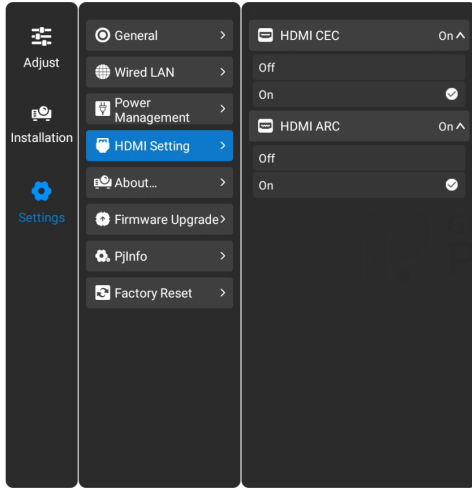 Adjust
Installation
Settings
General
Wired LAN
Power
Management
HDMI Setting
About...
Firmware Upgrade
PjInfo
Factory Reset
HDMI CEC On
Off
On
HDMI ARC On
Off
On